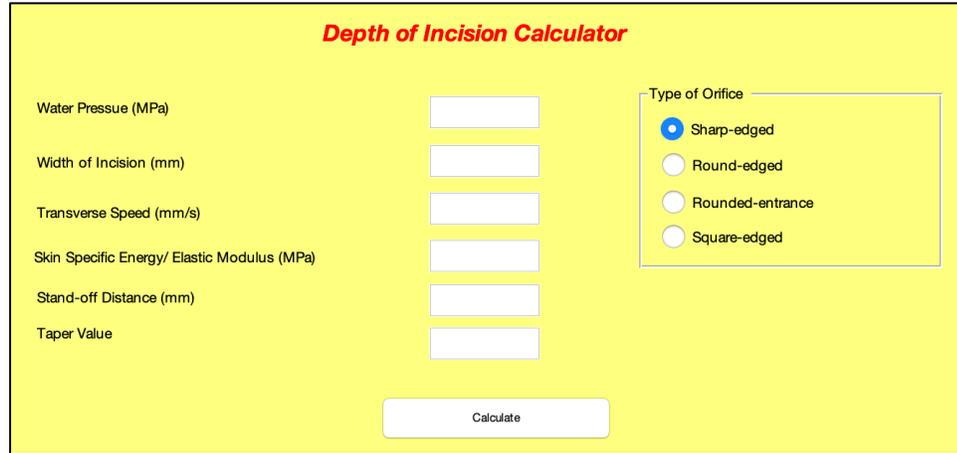 Depth of Incision Calculator
Water Pressue (MPa)
Width of Incision (mm)
Transverse Speed (mm/s)
Skin Specific Energy/ Elastic Modulus (MPa)
Stand-off Distance (mm)
Taper Value
Type of Orifice
Sharp-edged
Round-edged
Rounded-entrance
Square-edged
Calculate